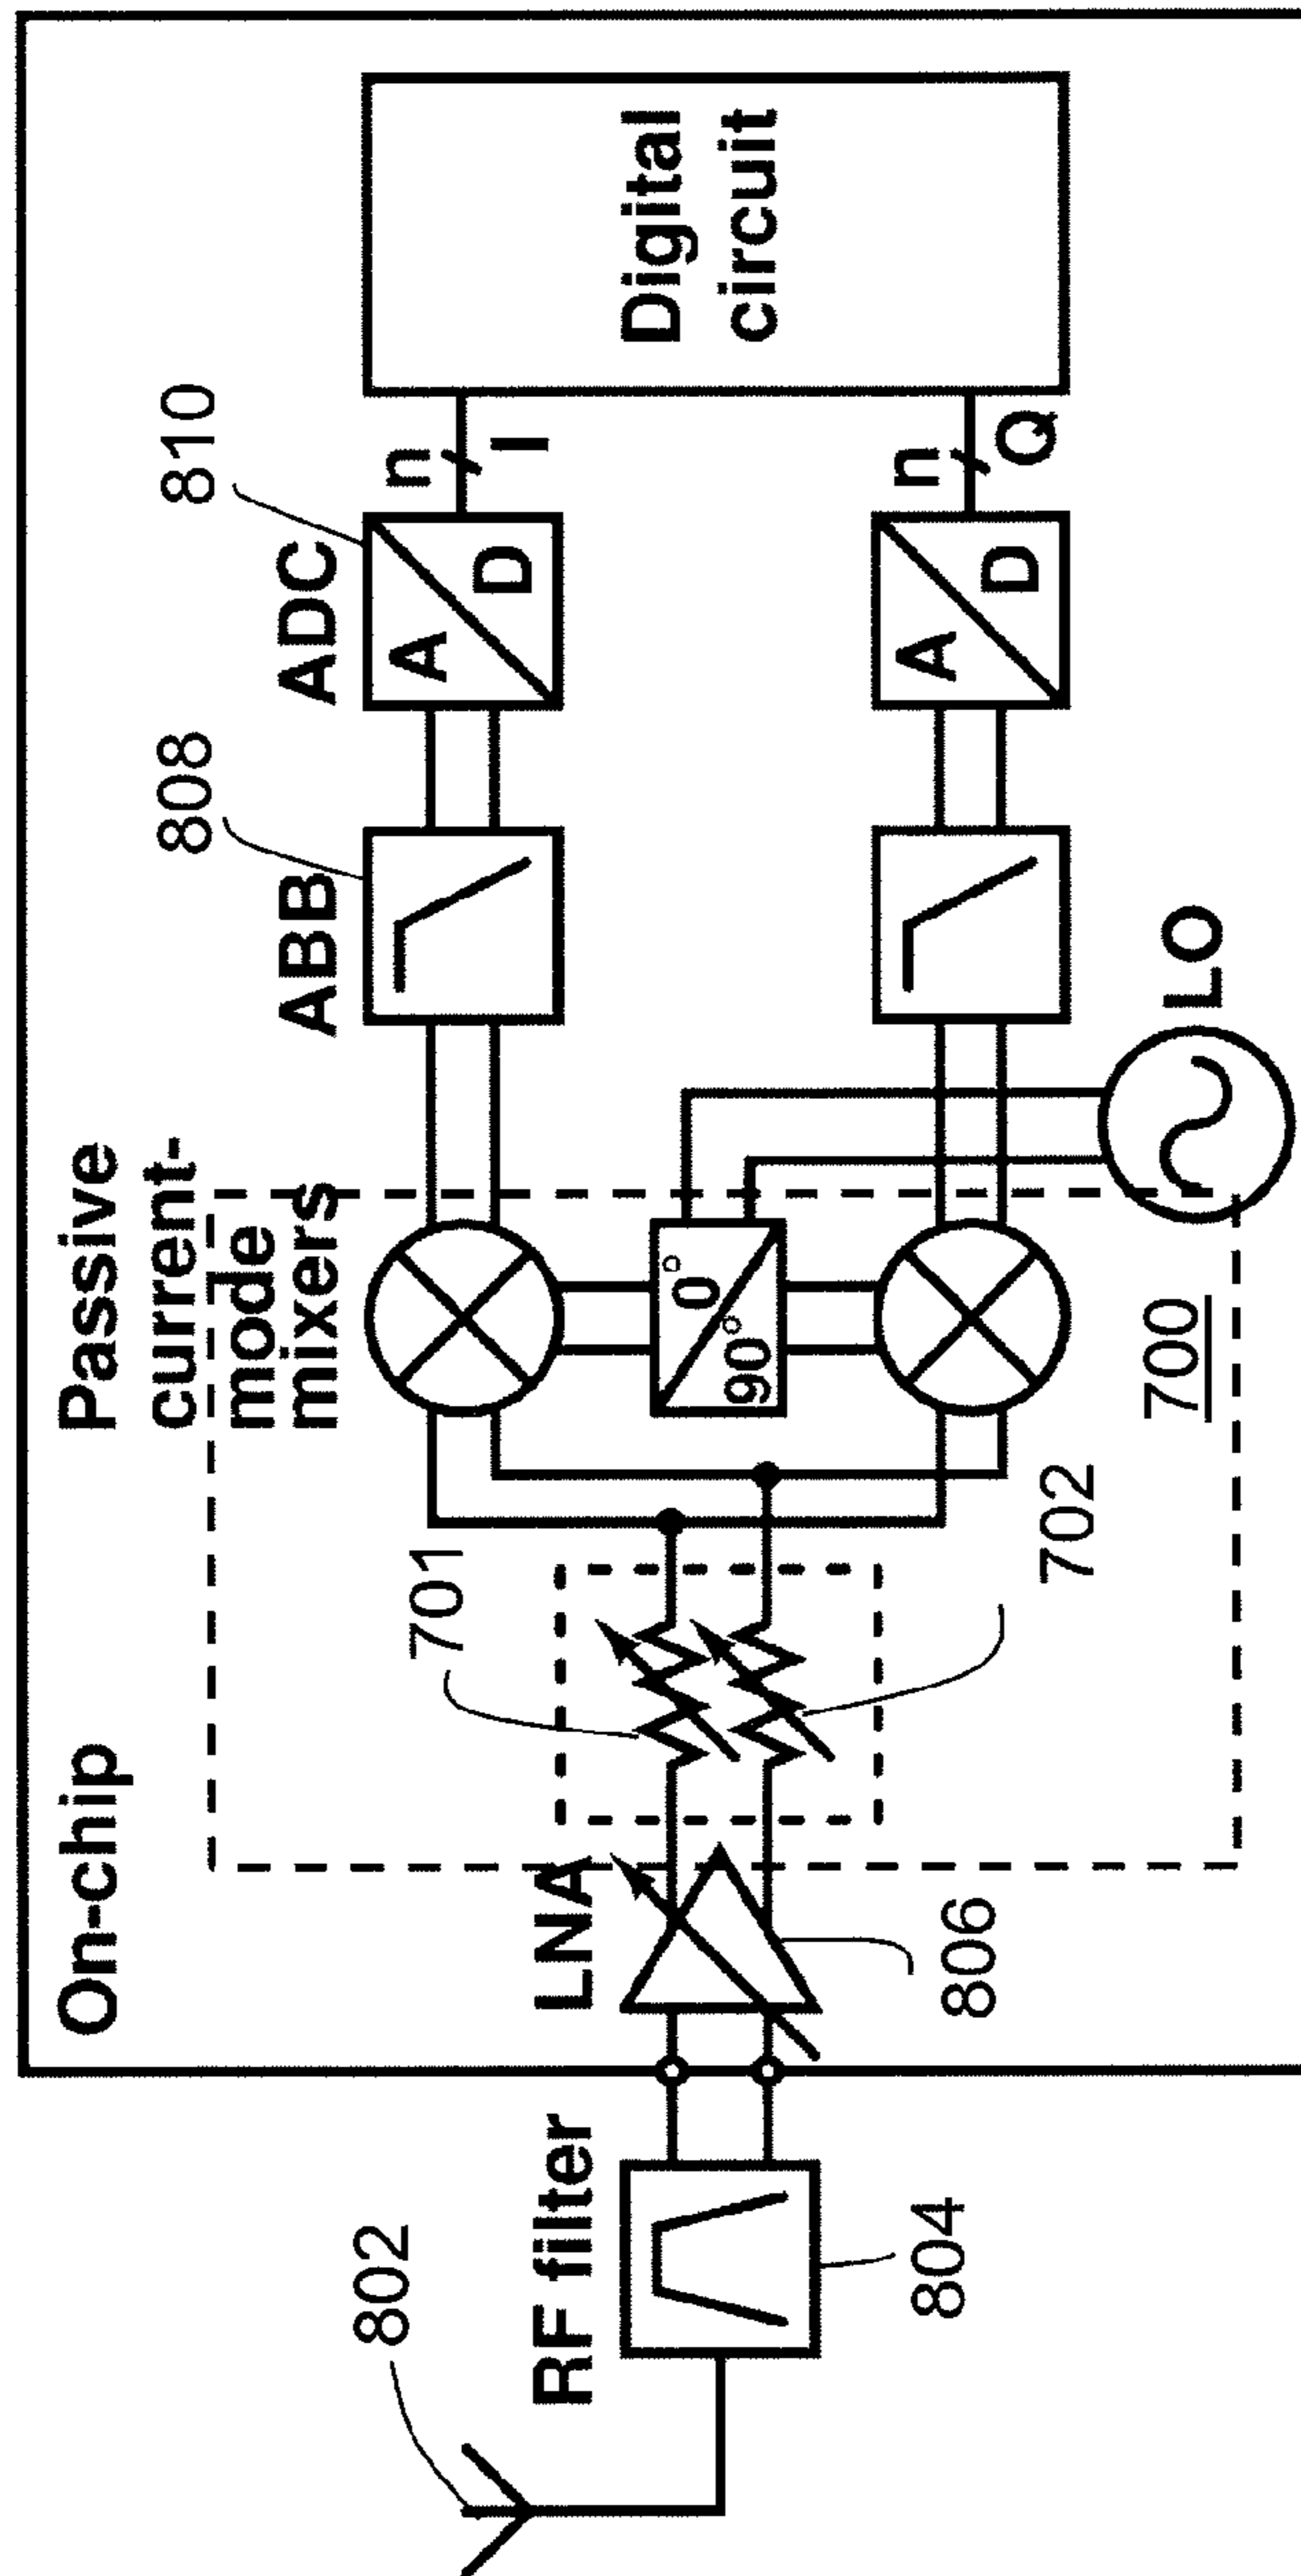 On-chip
Passive
current-
mode
mixers
808
810
ABB
ADC
802
RF filter
LNA
701
0°
90°
A
D
n
I
Digital
circuit
804
806
702
700
LO
A
D
n
Q